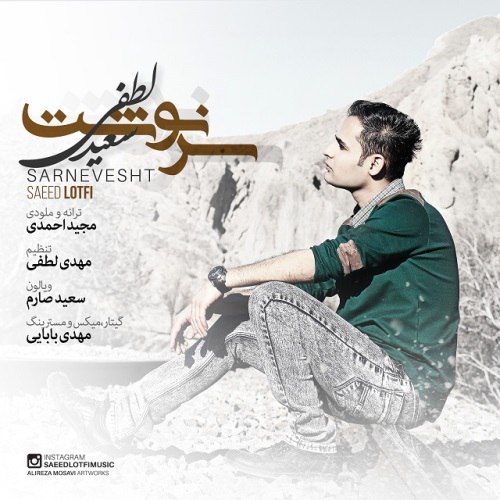 سرنوشت
سعید لطفی
SARNEVESHT
SAEED LOTFI
ترانه و ملودی
مجید احمدی
تنظیم
مهدی لطفی
ویالون
سعید صارم
گیتار، میکس و مسترینگ
مهدی بابایی
INSTAGRAM
SAEEDLOTFIMUSIC
ALIREZA MOSAVI ARTWORKS